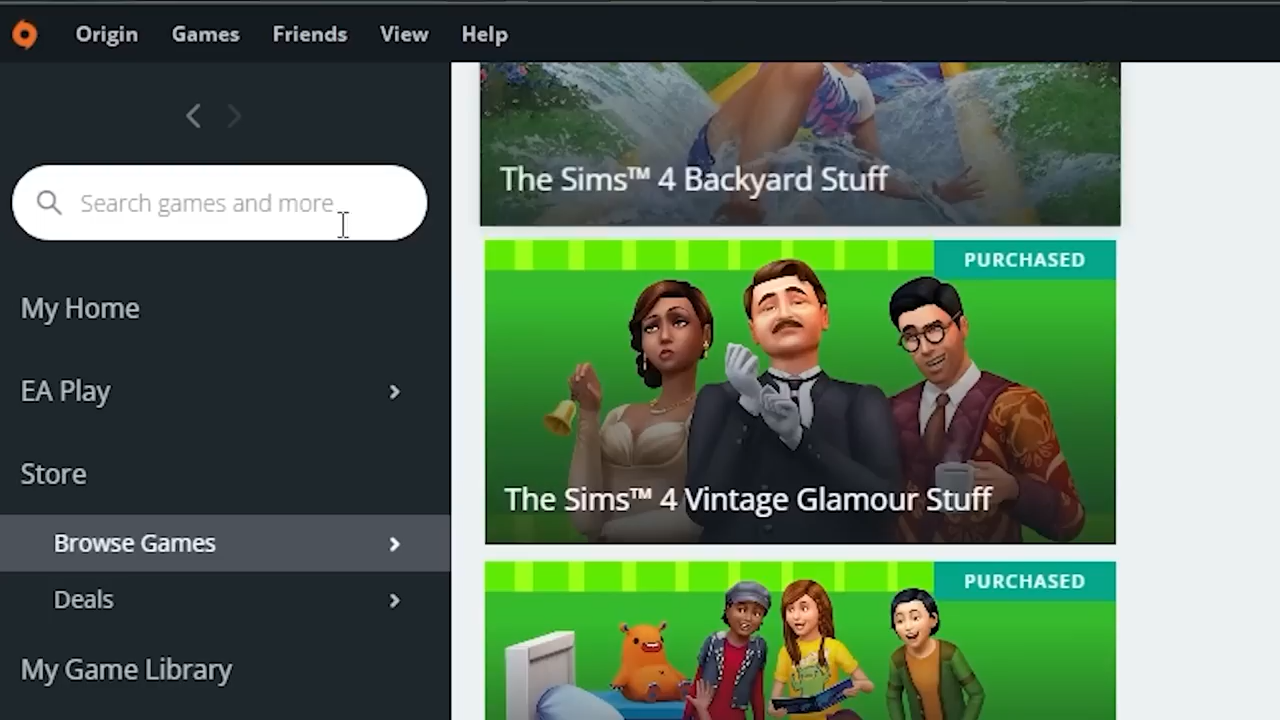 Origin Games Friends View Help
Search games and more
My Home
EA Play
Store
Browse Games
Deals
My Game Library
The Sims™ 4 Backyard Stuff
PURCHASED
The Sims™ 4 Vintage Glamour Stuff
PURCHASED